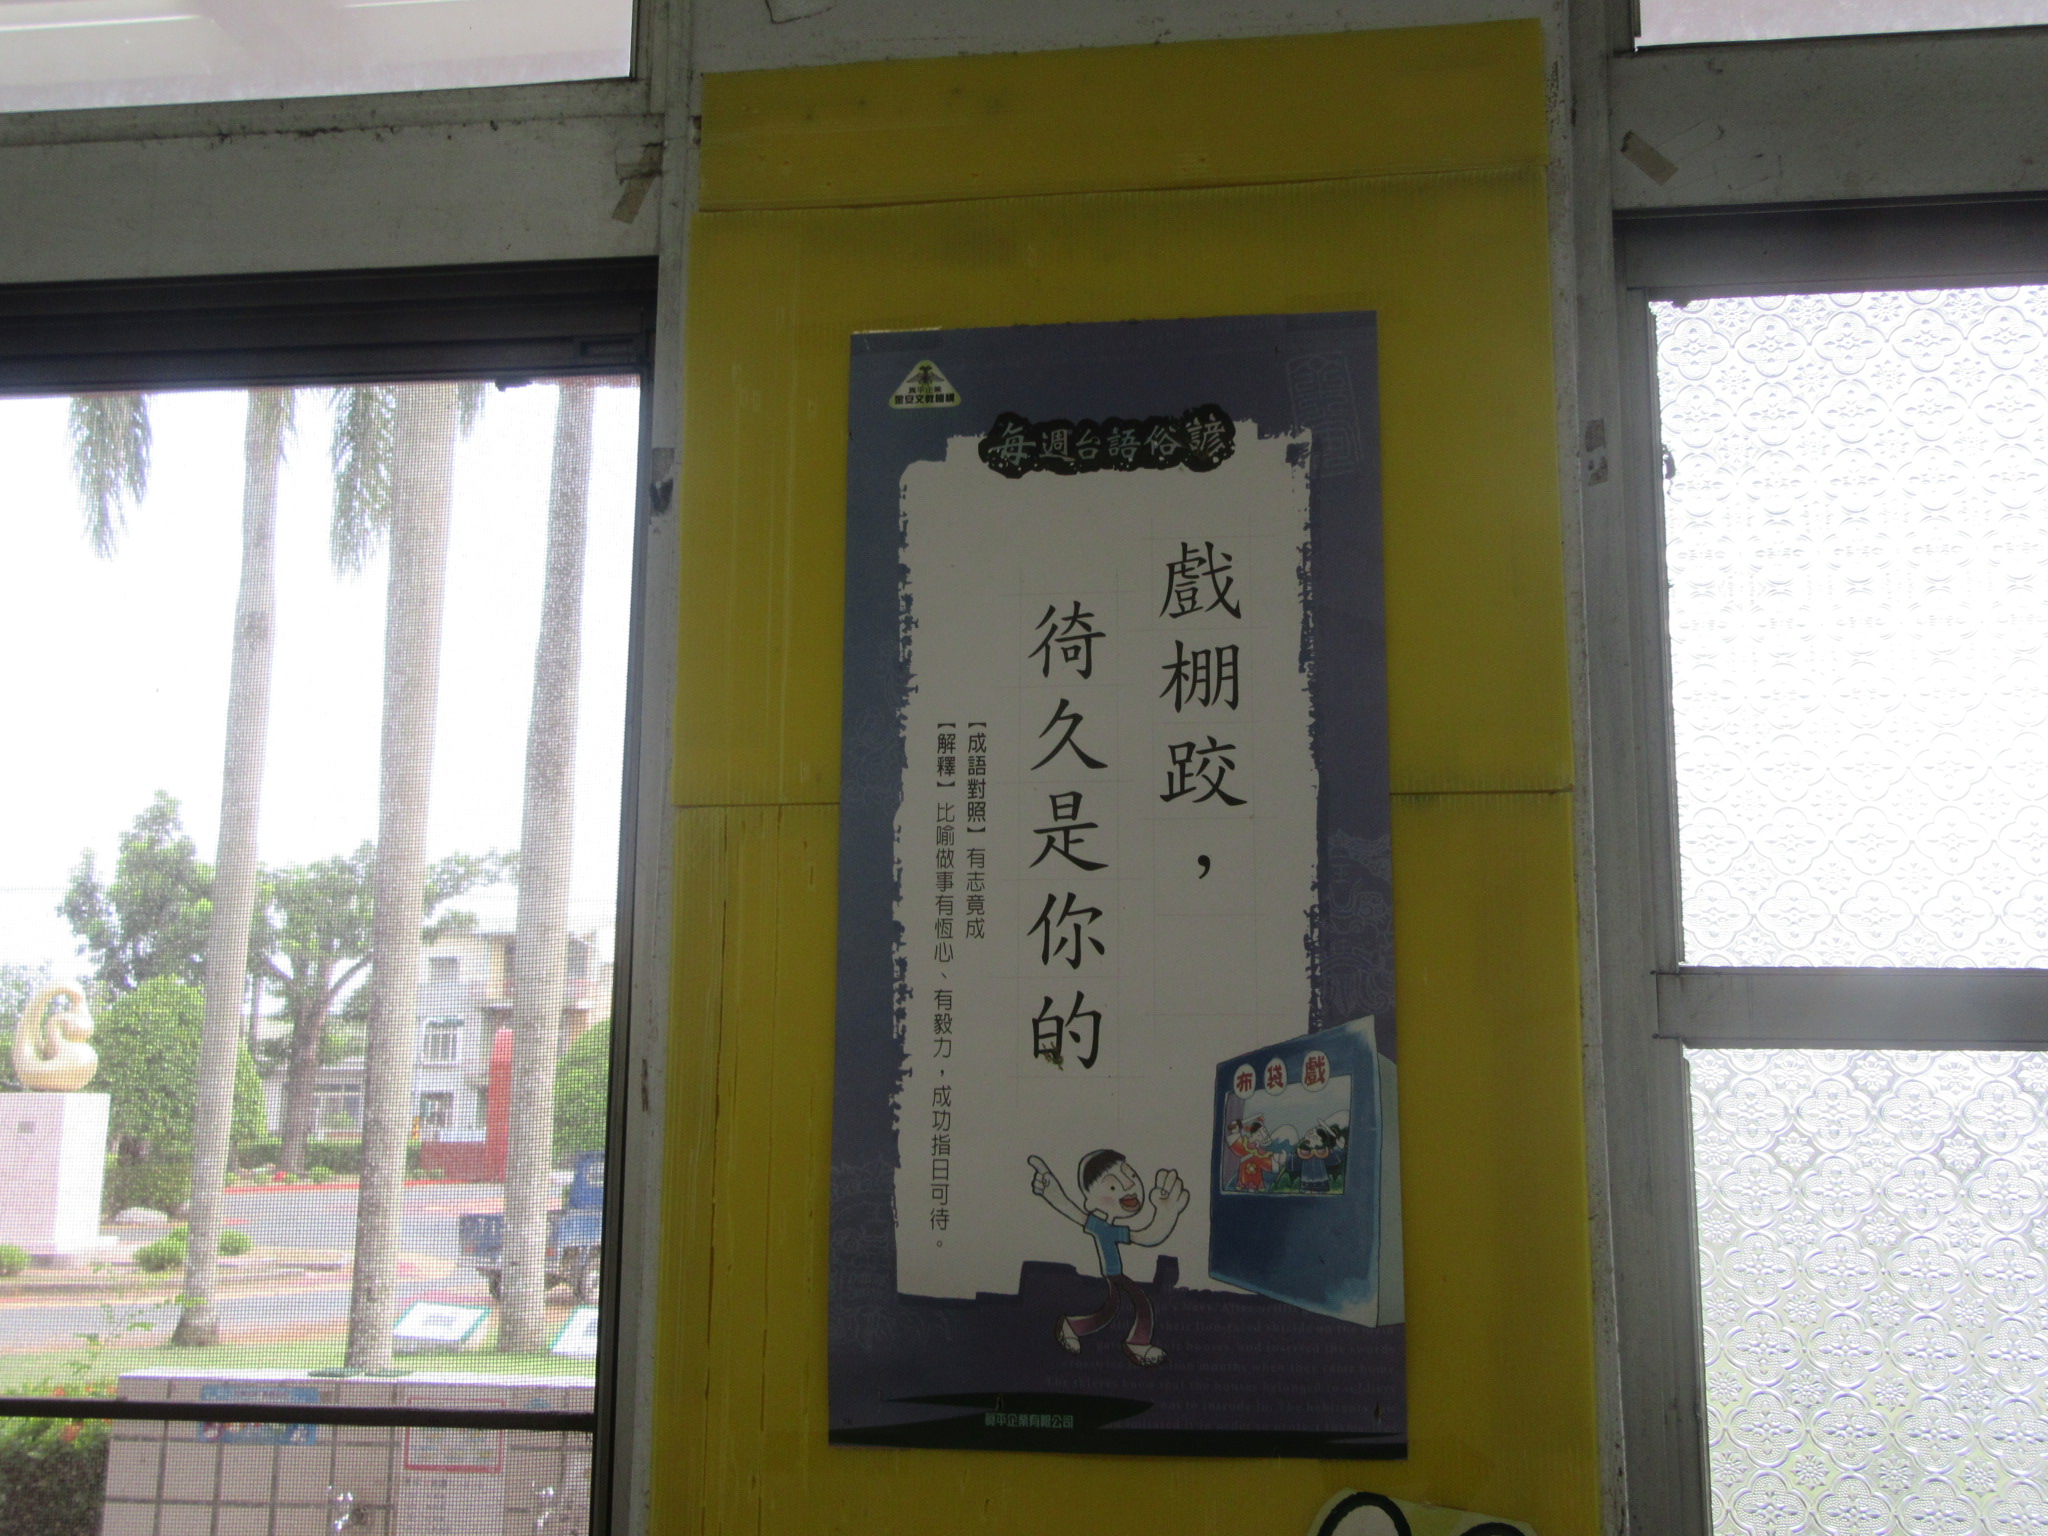 每週台語俗諺
戲棚跤，
徛久是你的
【成語對照】有志竟成
【解釋】比喻做事有恆心、有毅力，成功指日可待。
布袋戲